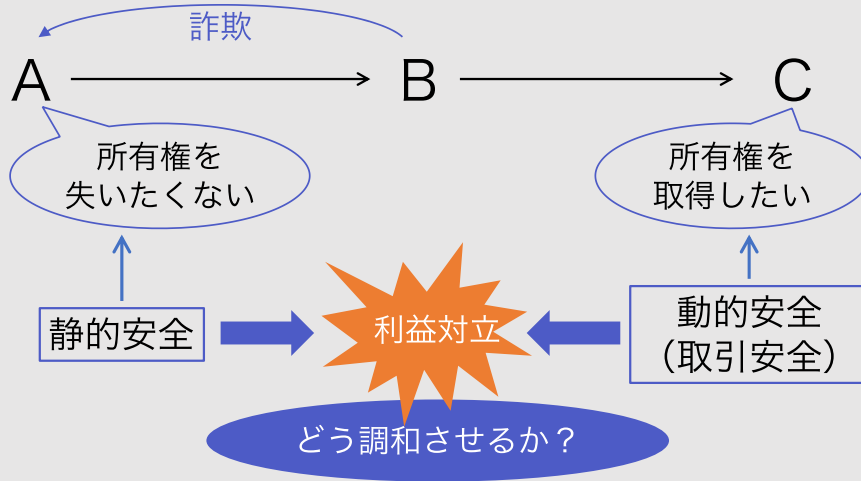 詐欺
A
B
C
所有権を
失いたくない
所有権を
取得したい
静的安全
利益対立
動的安全
（取引安全）
どう調和させるか？